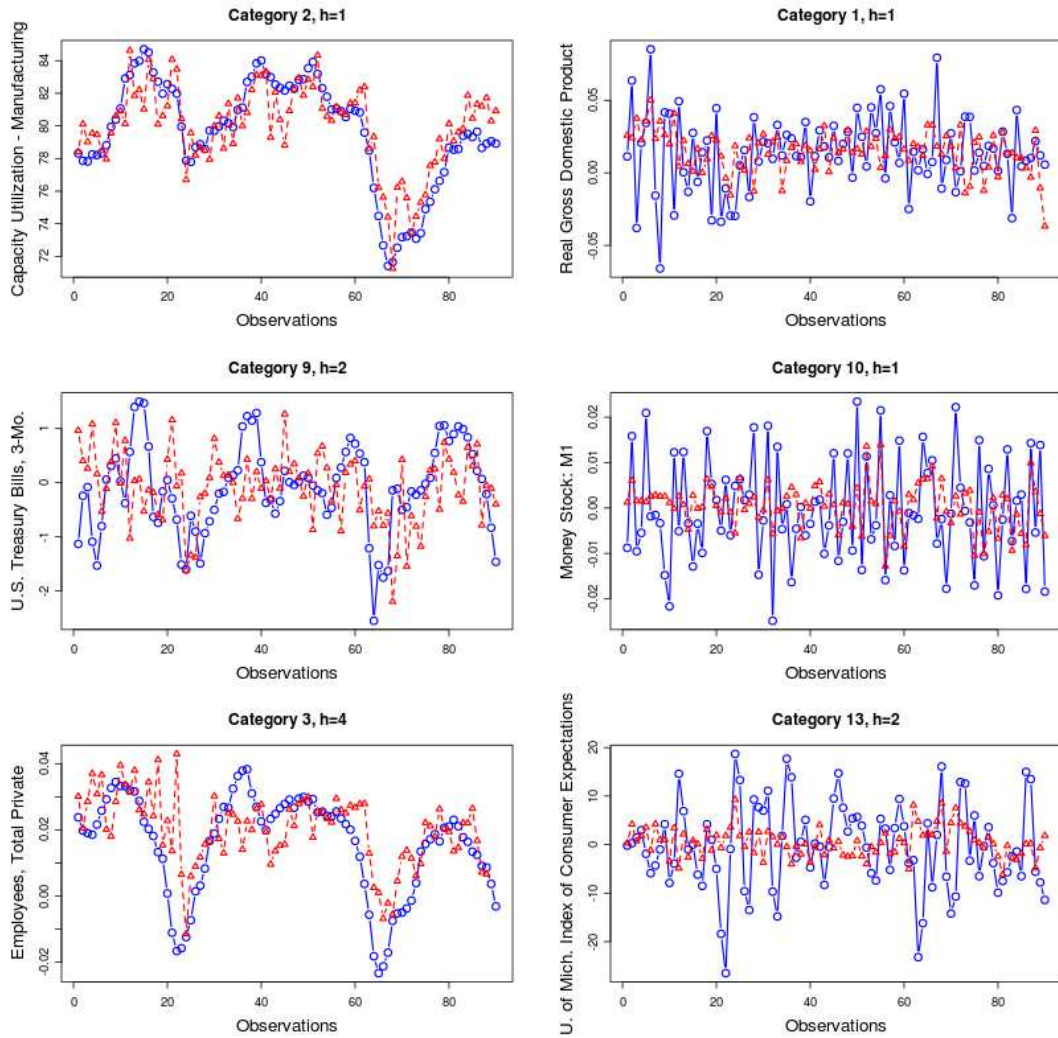 Category 2, h=1
Capacity Utilization - Manufacturing
84
82
80
78
76
74
72
0 20 40 60 80
Observations
Category 1, h=1
Real Gross Domestic Product
0.05
0.00
-0.05
0 20 40 60 80
Observations
Category 9, h=2
U.S. Treasury Bills, 3-Mo.
1
0
1
2
0 20 40 60 80
Observations
Category 10, h=1
Money Stock: M1
0.02
0.01
0.00
-0.01
-0.02
0 20 40 60 80
Observations
Category 3, h=4
Employees, Total Private
0.04
0.02
0.00
-0.02
0 20 40 60 80
Observations
Category 13, h=2
U. of Mich. Index of Consumer Expectations
20
10
0
-10
-20
0 20 40 60 80
Observations